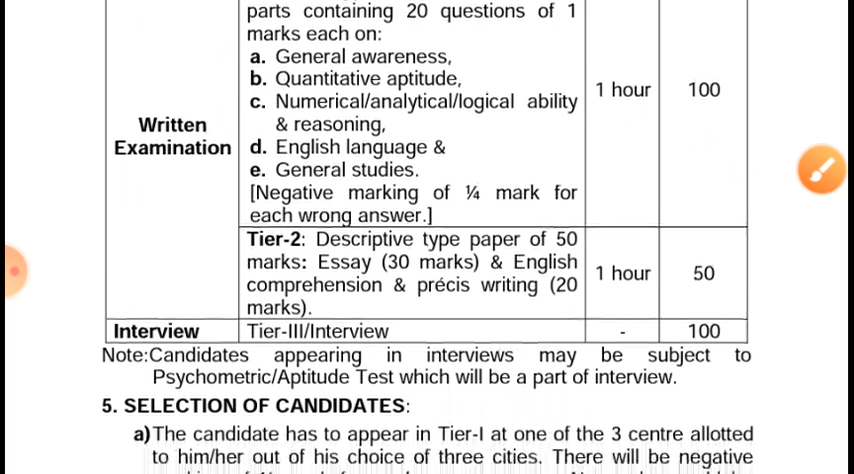 parts containing 20 questions of 1
marks each on:
a. General awareness,
b. Quantitative aptitude,
c. Numerical/analytical/logical ability
& reasoning,
d. English language &
e. General studies.
[Negative marking of ¼ mark for
each wrong answer.]
Written
Examination
1 hour
100
Tier-2: Descriptive type paper of 50
marks: Essay (30 marks) & English
comprehension & précis writing (20
marks).
1 hour
50
Interview
Tier-III/Interview
-
100
Note:Candidates appearing in interviews may be subject to
Psychometric/Aptitude Test which will be a part of interview.
5. SELECTION OF CANDIDATES:
a)The candidate has to appear in Tier-I at one of the 3 centre allotted
to him/her out of his choice of three cities. There will be negative